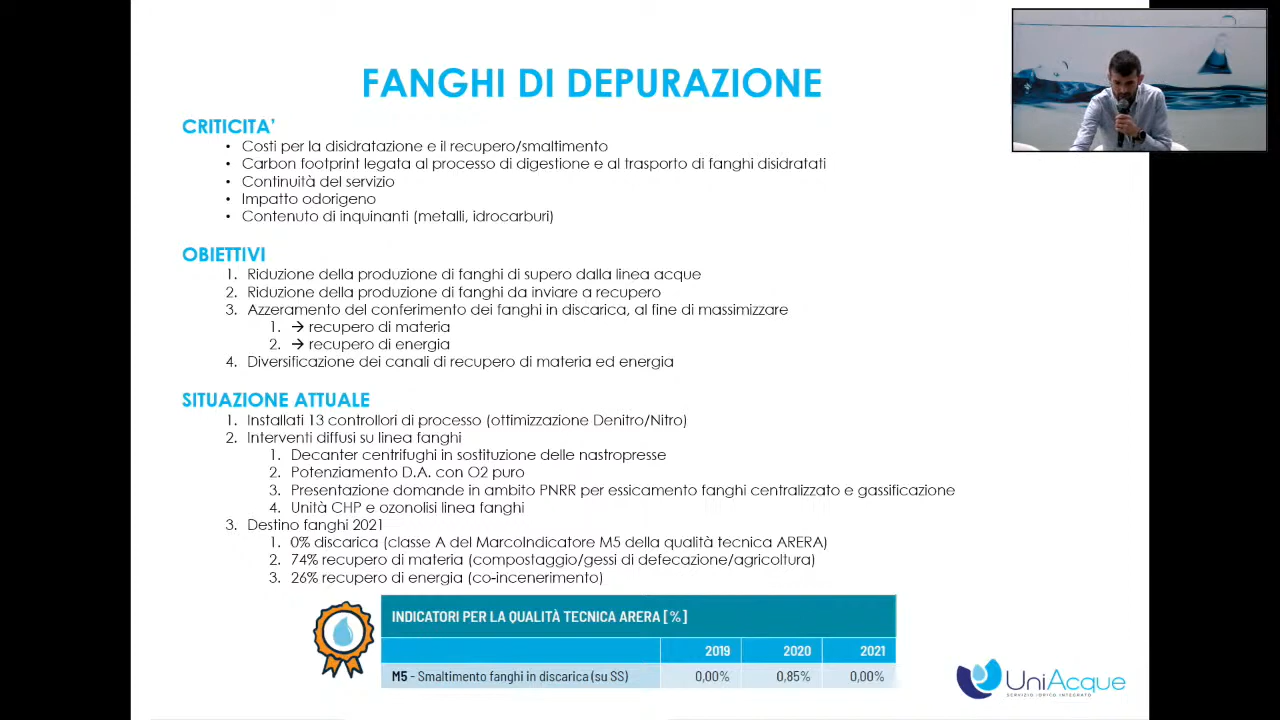 FANGHI DI DEPURAZIONE
CRITICITA'
• Costi per la disidratazione e il recupero/smaltimento
• Carbon footprint legata al processo di digestione e al trasporto di fanghi disidratati
• Continuità del servizio
• Impatto odorigeno
• Contenuto di inquinanti (metalli, idrocarburi)
OBIETTIVI
1. Riduzione della produzione di fanghi di supero dalla linea acque
2. Riduzione della produzione di fanghi da inviare a recupero
3. Azzeramento del conferimento dei fanghi in discarica, al fine di massimizzare
1. → recupero di materia
2. → recupero di energia
4. Diversificazione dei canali di recupero di materia ed energia
SITUAZIONE ATTUALE
1. Installati 13 controllori di processo (ottimizzazione Denitro/Nitro)
2. Interventi diffusi su linea fanghi
1. Decanter centrifughi in sostituzione delle nastropresse
2. Potenziamento D.A. con O2 puro
3. Presentazione domande in ambito PNRR per essicamento fanghi centralizzato e gassificazione
4. Unità CHP e ozonolisi linea fanghi
3. Destino fanghi 2021
1. 0% discarica (classe A del MarcoIndicatore M5 della qualità tecnica ARERA)
2. 74% recupero di materia (compostaggio/gessi di defecazione/agricoltura)
3. 26% recupero di energia (co-incenerimento)
INDICATORI PER LA QUALITÀ TECNICA ARERA [%]
2019 2020 2021
M5 - Smaltimento fanghi in discarica (su SS) 0,00% 0,85% 0,00%
UniAcque
SERVIZIO IDRICO INTEGRATO